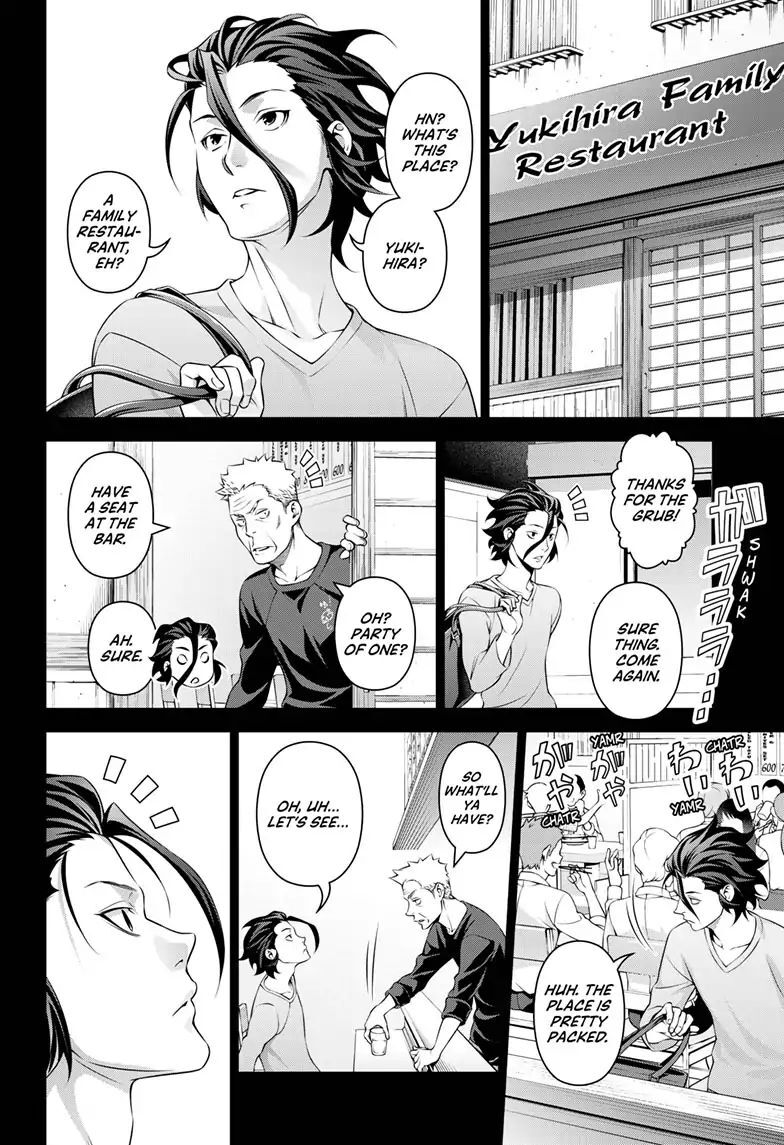 Yukihira Family
Restaurant
HN?
WHAT'S
THIS
PLACE?
YUKI-
HIRA?
A
FAMILY
RESTAU-
RANT,
EH?
ガラララ…
SHWAK
THANKS
FOR THE
GRUB!
SURE
THING.
COME
AGAIN.
600
OH?
PARTY
OF ONE?
HAVE
A SEAT
AT THE
BAR.
AH.
SURE.
600
わい
わい
CHATR
YAMR
がや
がや
YAMR
CHATR
HUH. THE
PLACE IS
PRETTY
PACKED.
SO
WHAT'LL
YA
HAVE?
OH, UH...
LET'S SEE...